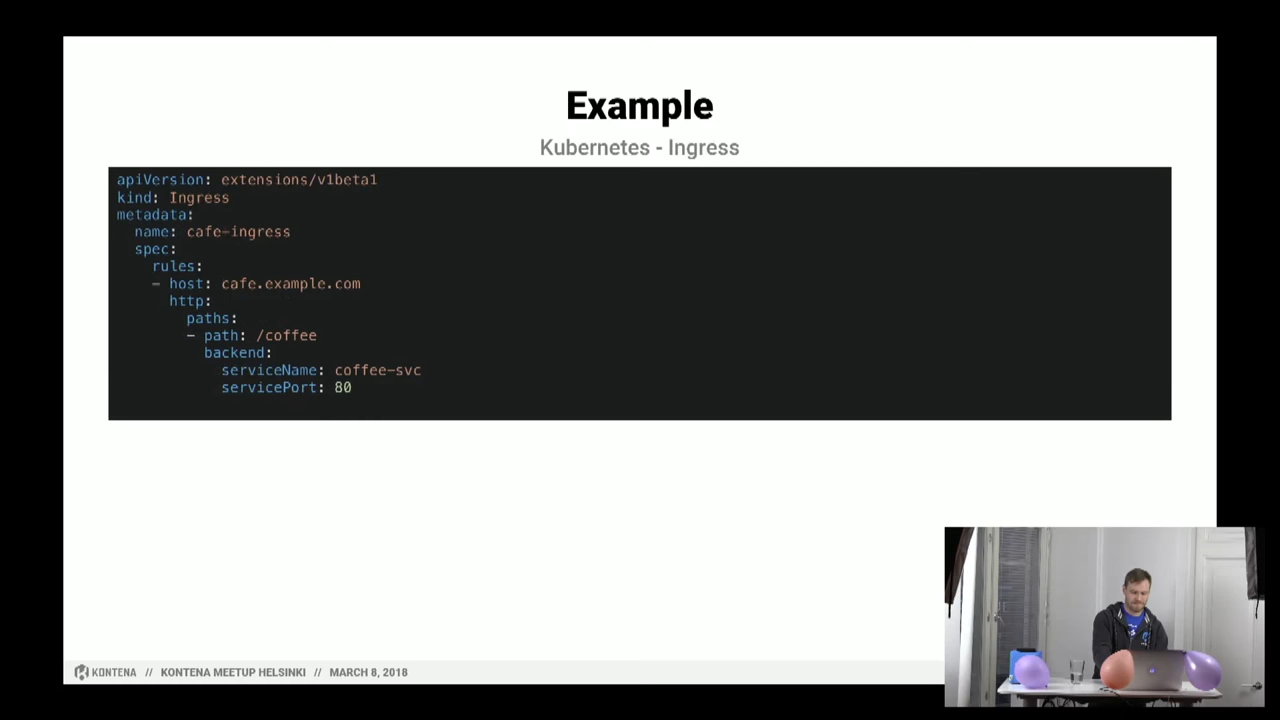 Example
Kubernetes - Ingress
apiVersion: extensions/v1beta1
kind: Ingress
metadata:
  name: cafe-ingress
  spec:
    rules:
    - host: cafe.example.com
      http:
        paths:
        - path: /coffee
          backend:
            serviceName: coffee-svc
            servicePort: 80
KONTENA // KONTENA MEETUP HELSINKI // MARCH 8, 2018